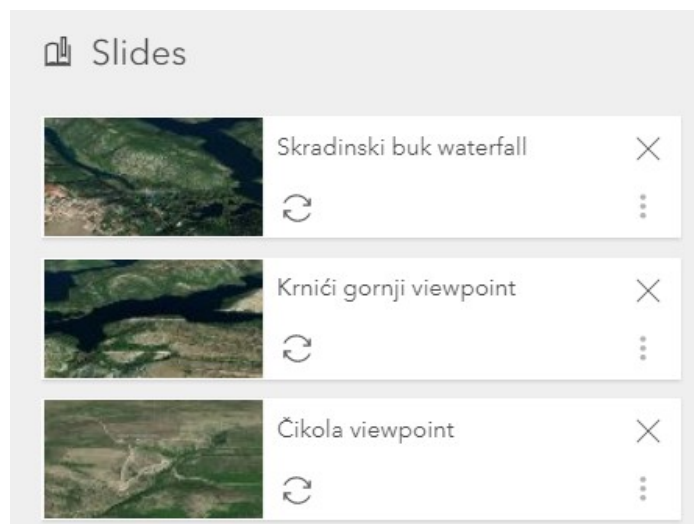 Slides
Skradinski buk waterfall
Krnići gornji viewpoint
Čikola viewpoint